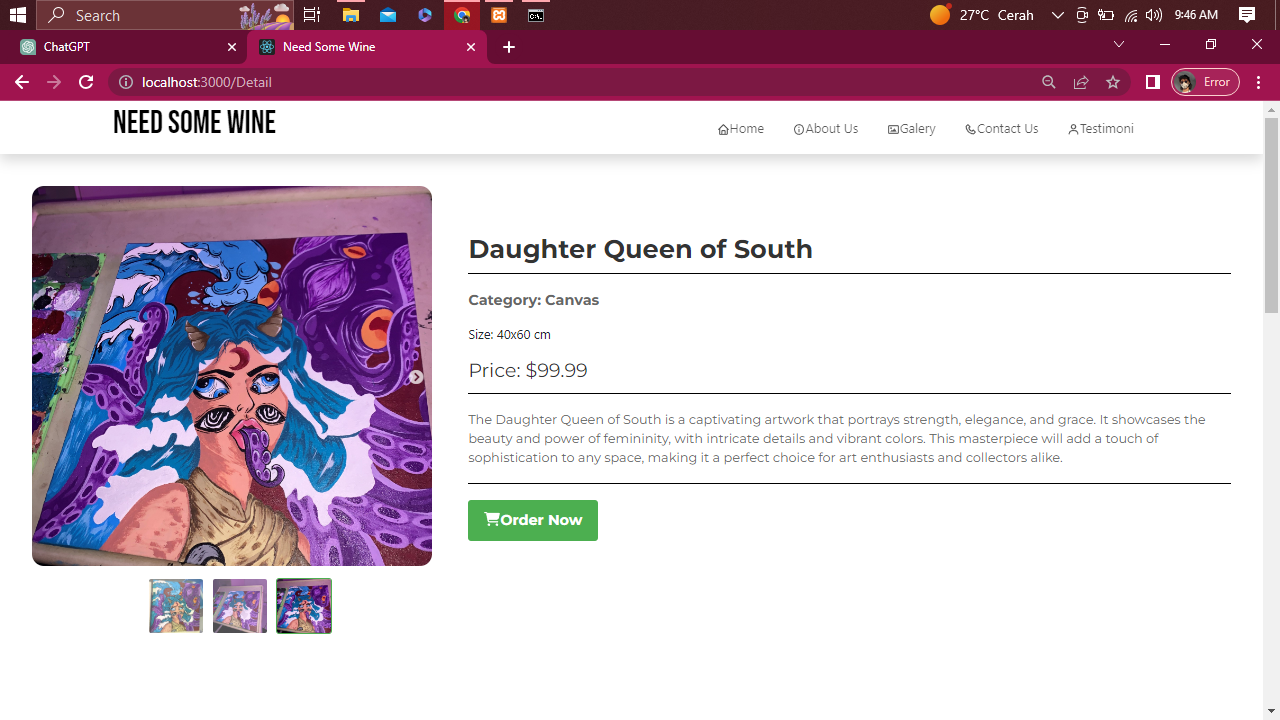 Search
27°C Cerah
9:46 AM
ChatGPT
Need Some Wine
localhost:3000/Detail
Error
NEED SOME WINE
Home
About Us
Galery
Contact Us
Testimoni
Daughter Queen of South
Category: Canvas
Size: 40x60 cm
Price: $99.99
The Daughter Queen of South is a captivating artwork that portrays strength, elegance, and grace. It showcases the
beauty and power of femininity, with intricate details and vibrant colors. This masterpiece will add a touch of
sophistication to any space, making it a perfect choice for art enthusiasts and collectors alike.
Order Now